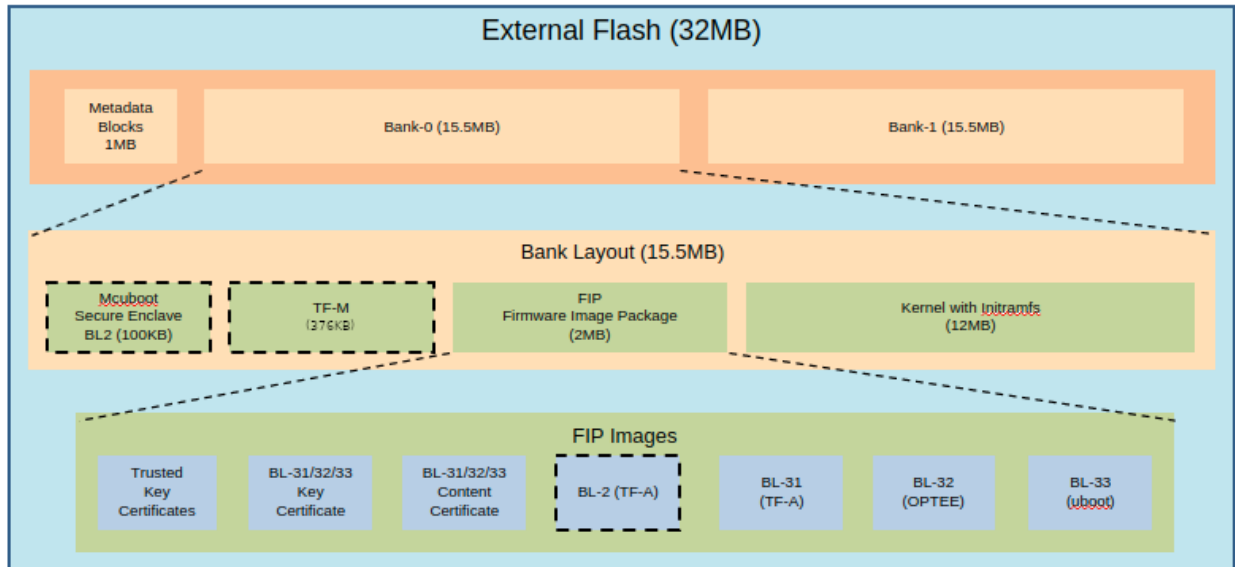 External Flash (32MB)
Metadata
Blocks
1MB
Bank-0 (15.5MB)
Bank-1 (15.5MB)
Bank Layout (15.5MB)
Mcuboot
Secure Enclave
BL2 (100KB)
TF-M
(376KB)
FIP
Firmware Image Package
(2MB)
Kernel with Initramfs
(12MB)
FIP Images
Trusted
Key
Certificates
BL-31/32/33
Key
Certificate
BL-31/32/33
Content
Certificate
BL-2 (TF-A)
BL-31
(TF-A)
BL-32
(OPTEE)
BL-33
(uboot)